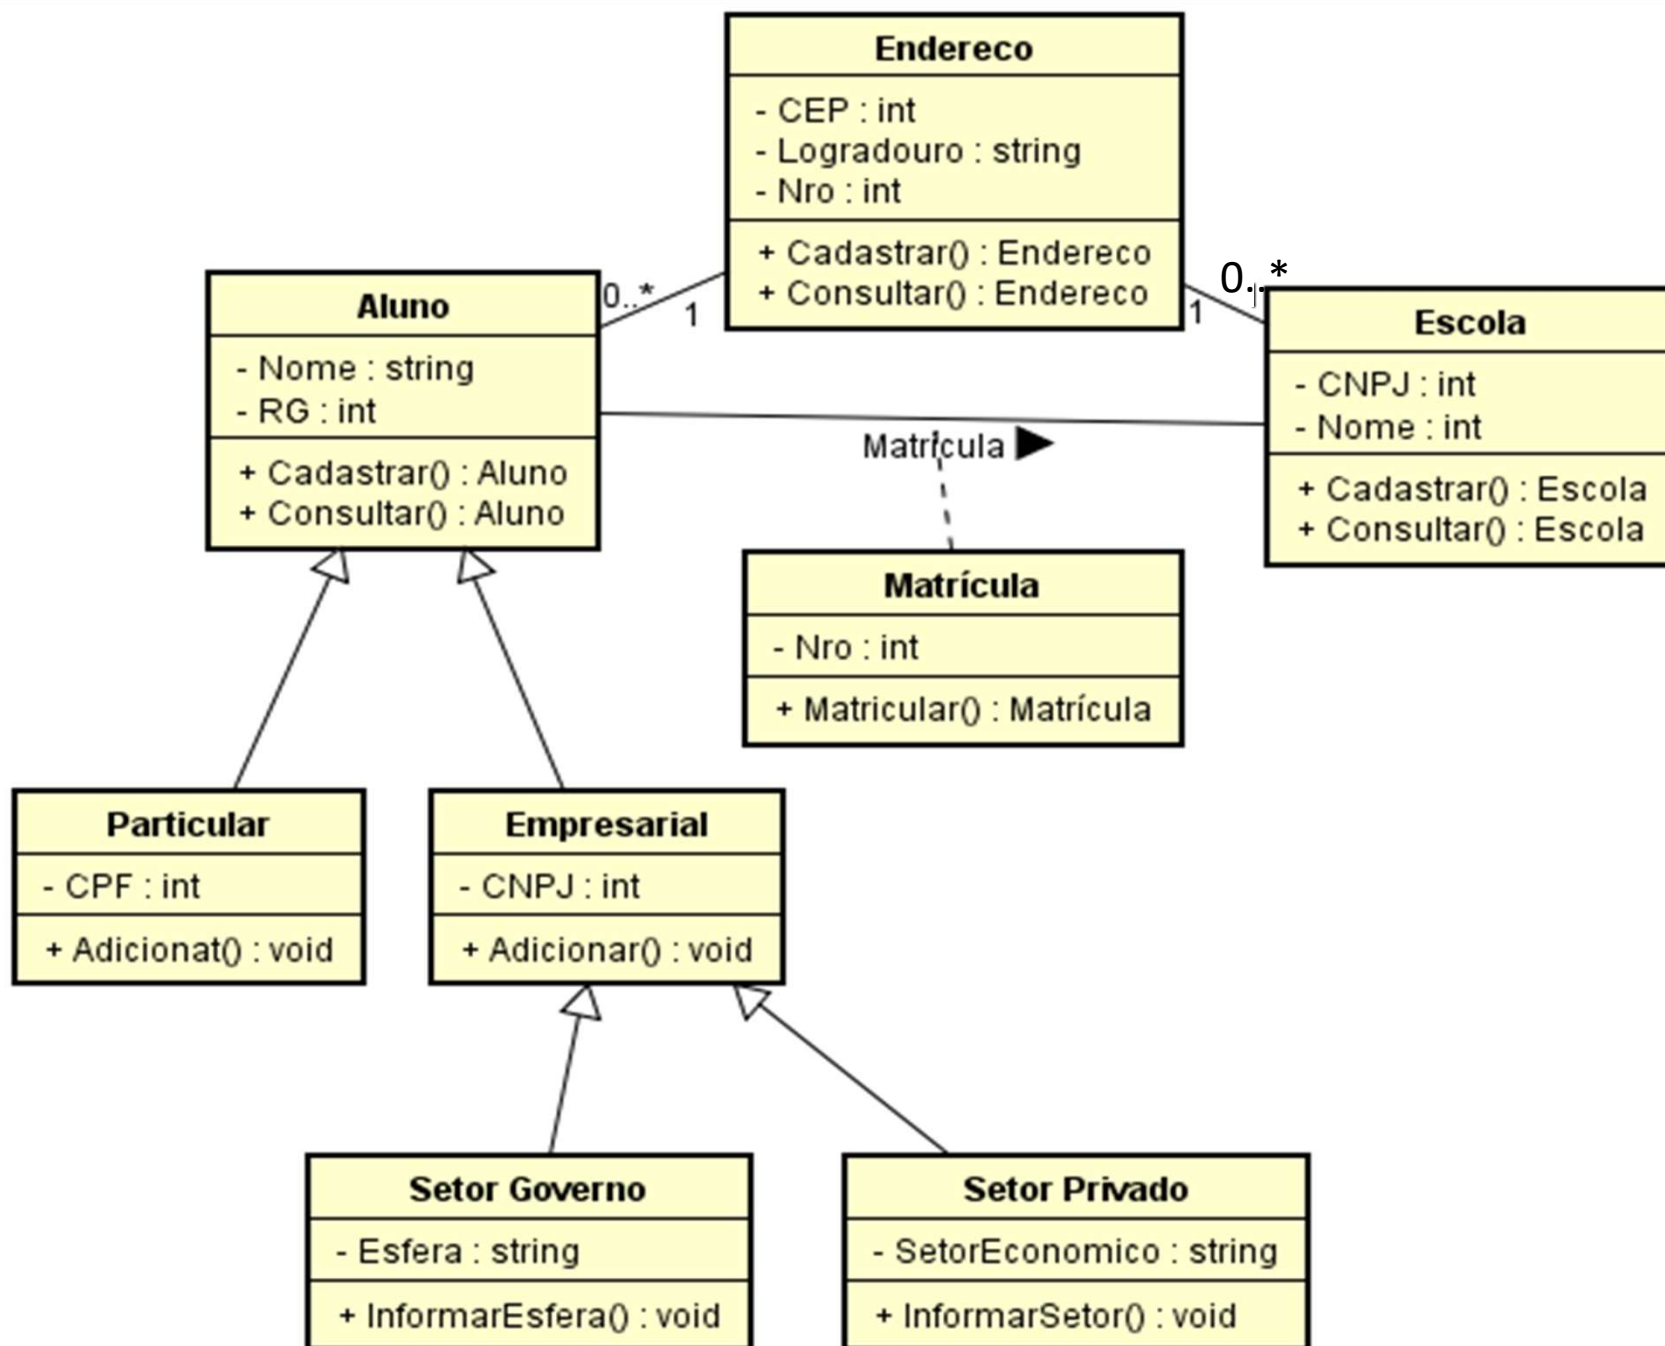 Endereco
- CEP : int
- Logradouro : string
- Nro : int
+ Cadastrar() : Endereco
+ Consultar() : Endereco
0..*
1
0..*
1
Aluno
- Nome : string
- RG : int
+ Cadastrar() : Aluno
+ Consultar() : Aluno
Escola
- CNPJ : int
- Nome : int
+ Cadastrar() : Escola
+ Consultar() : Escola
Matrícula
Matrícula
- Nro : int
+ Matricular() : Matrícula
Particular
- CPF : int
+ Adicionat() : void
Empresarial
- CNPJ : int
+ Adicionar() : void
Setor Governo
- Esfera : string
+ InformarEsfera() : void
Setor Privado
- SetorEconomico : string
+ InformarSetor() : void